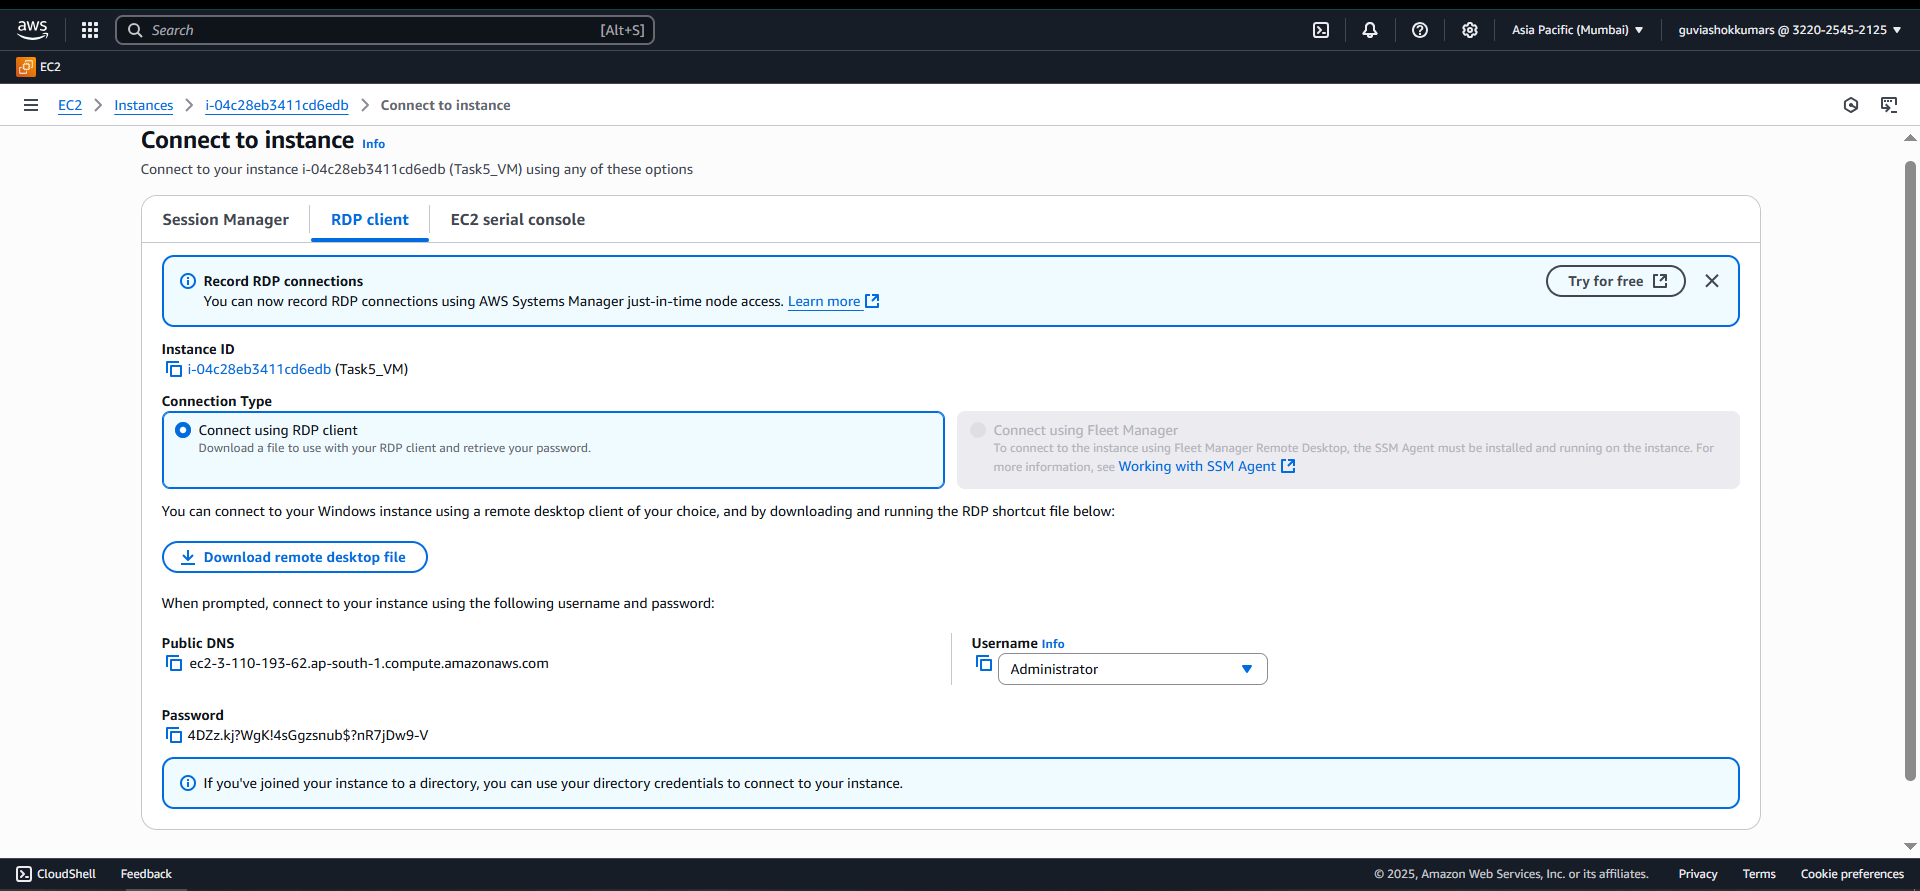 aws
Search [Alt+S]
Asia Pacific (Mumbai)
guviashokkumars @ 3220-2545-2125
EC2
EC2 > Instances > i-04c28eb3411cd6edb > Connect to instance
Connect to instance Info
Connect to your instance i-04c28eb3411cd6edb (Task5_VM) using any of these options
Session Manager
RDP client
EC2 serial console
Record RDP connections
You can now record RDP connections using AWS Systems Manager just-in-time node access. Learn more
Try for free
Instance ID
i-04c28eb3411cd6edb (Task5_VM)
Connection Type
Connect using RDP client
Download a file to use with your RDP client and retrieve your password.
Connect using Fleet Manager
To connect to the instance using Fleet Manager Remote Desktop, the SSM Agent must be installed and running on the instance. For
more information, see Working with SSM Agent
You can connect to your Windows instance using a remote desktop client of your choice, and by downloading and running the RDP shortcut file below:
Download remote desktop file
When prompted, connect to your instance using the following username and password:
Public DNS
ec2-3-110-193-62.ap-south-1.compute.amazonaws.com
Username Info
Administrator
Password
4DZz.kj?WgK!4sGgzsnub$?nR7jDw9-V
If you've joined your instance to a directory, you can use your directory credentials to connect to your instance.
CloudShell
Feedback
© 2025, Amazon Web Services, Inc. or its affiliates.
Privacy
Terms
Cookie preferences